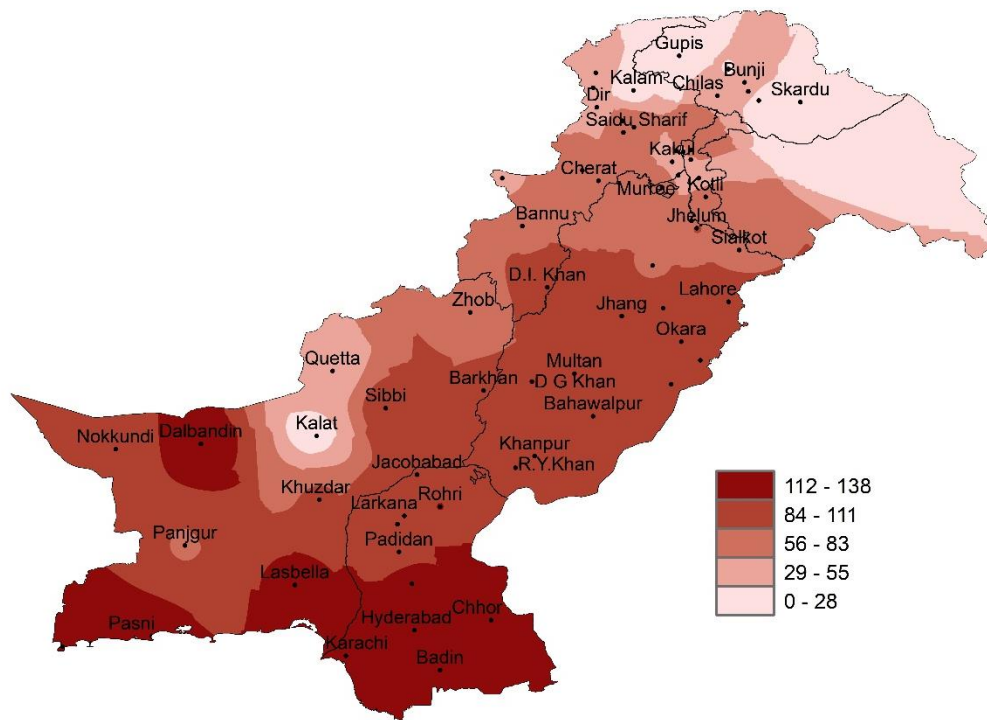 Gupis
Kalam
Bunji
Chilas
Skardu
Dir
Saidu Sharif
Kakul
Cherat
Murree
Kotli
Bannu
Jhelum
Sialkot
D.I. Khan
Zhob
Jhang
Lahore
Okara
Quetta
Multan
Barkhan
D G Khan
Sibbi
Bahawalpur
Nokkundi
Dalbandin
Kalat
Khanpur
Jacobabad
R.Y.Khan
Khuzdar
Larkana
Rohri
Panjgur
Padidan
Lasbella
Pasni
Hyderabad
Chhor
Karachi
Badin
112 - 138
84 - 111
56 - 83
29 - 55
0 - 28